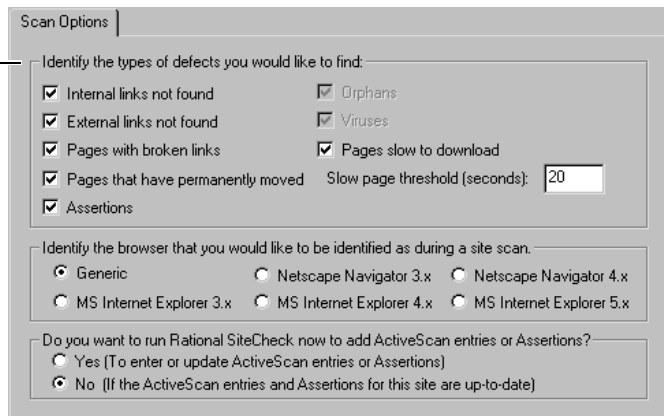 Scan Options
Identify the types of defects you would like to find:
Internal links not found
Orphans
External links not found
Viruses
Pages with broken links
Pages slow to download
Pages that have permanently moved
Slow page threshold (seconds): 20
Assertions
Identify the browser that you would like to be identified as during a site scan.
Generic
Netscape Navigator 3.x
Netscape Navigator 4.x
MS Internet Explorer 3.x
MS Internet Explorer 4.x
MS Internet Explorer 5.x
Do you want to run Rational SiteCheck now to add ActiveScan entries or Assertions?
Yes (To enter or update ActiveScan entries or Assertions)
No (If the ActiveScan entries and Assertions for this site are up-to-date)